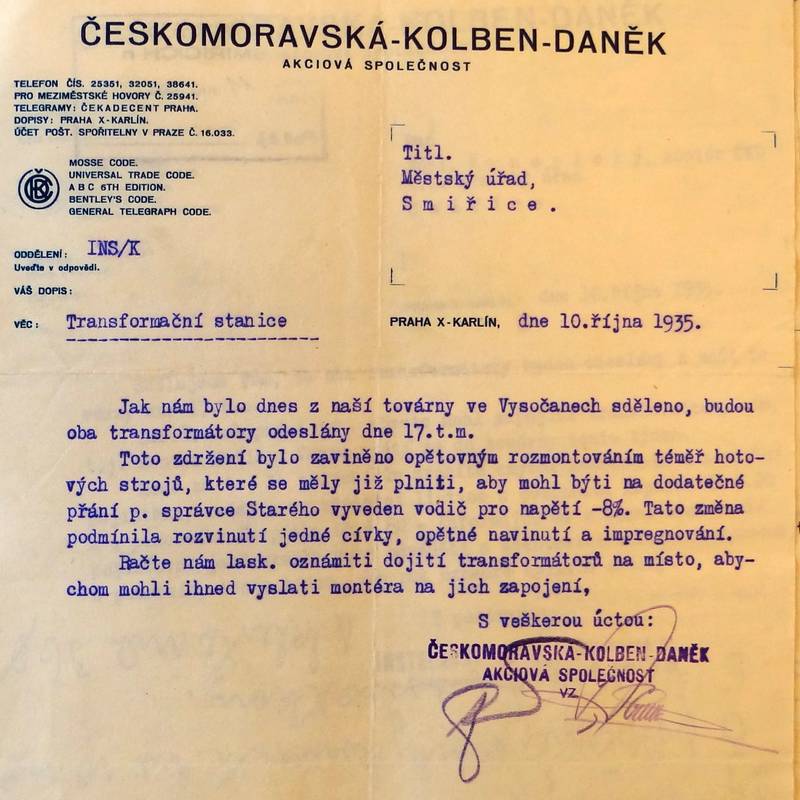 ČESKOMORAVSKÁ-KOLBEN-DANĚK
AKCIOVÁ SPOLEČNOST
TELEFON ČÍS. 25351, 32051, 38641.
PRO MEZIMĚSTSKÉ HOVORY Č. 25941.
TELEGRAMY: ČEKADECENT PRAHA.
DOPISY: PRAHA X-KARLÍN.
ÚČET POŠT. SPOŘITELNY V PRAZE Č. 16.033.
MOSSE CODE.
UNIVERSAL TRADE CODE.
A B C 6TH EDITION.
BENTLEY'S CODE.
GENERAL TELEGRAPH CODE.
Titl.
Městský úřad,
S m i ř i c e .
ODDĚLENÍ: INS/K
Uveďte v odpovědi.
VÁŠ DOPIS:
VĚC: Transformační stanice
PRAHA X-KARLÍN, dne 10.října 1935.
Jak nám bylo dnes z naší továrny ve Vysočanech sděleno, budou
oba transformátory odeslány dne 17.t.m.
Toto zdržení bylo zaviněno opětovným rozmontováním téměř hoto-
vých strojů, které se měly již plniti, aby mohl býti na dodatečné
přání p. správce Starého vyveden vodič pro napětí -8%. Tato změna
podmínila rozvinutí jedné cívky, opětné navinutí a impregnování.
Račte nám lask. oznámiti dojití transformátorů na místo, aby-
chom mohli ihned vyslati montéra na jich zapojení,
S veškerou úctou:
ČESKOMORAVSKÁ-KOLBEN-DANĚK
AKCIOVÁ SPOLEČNOST
VZ.